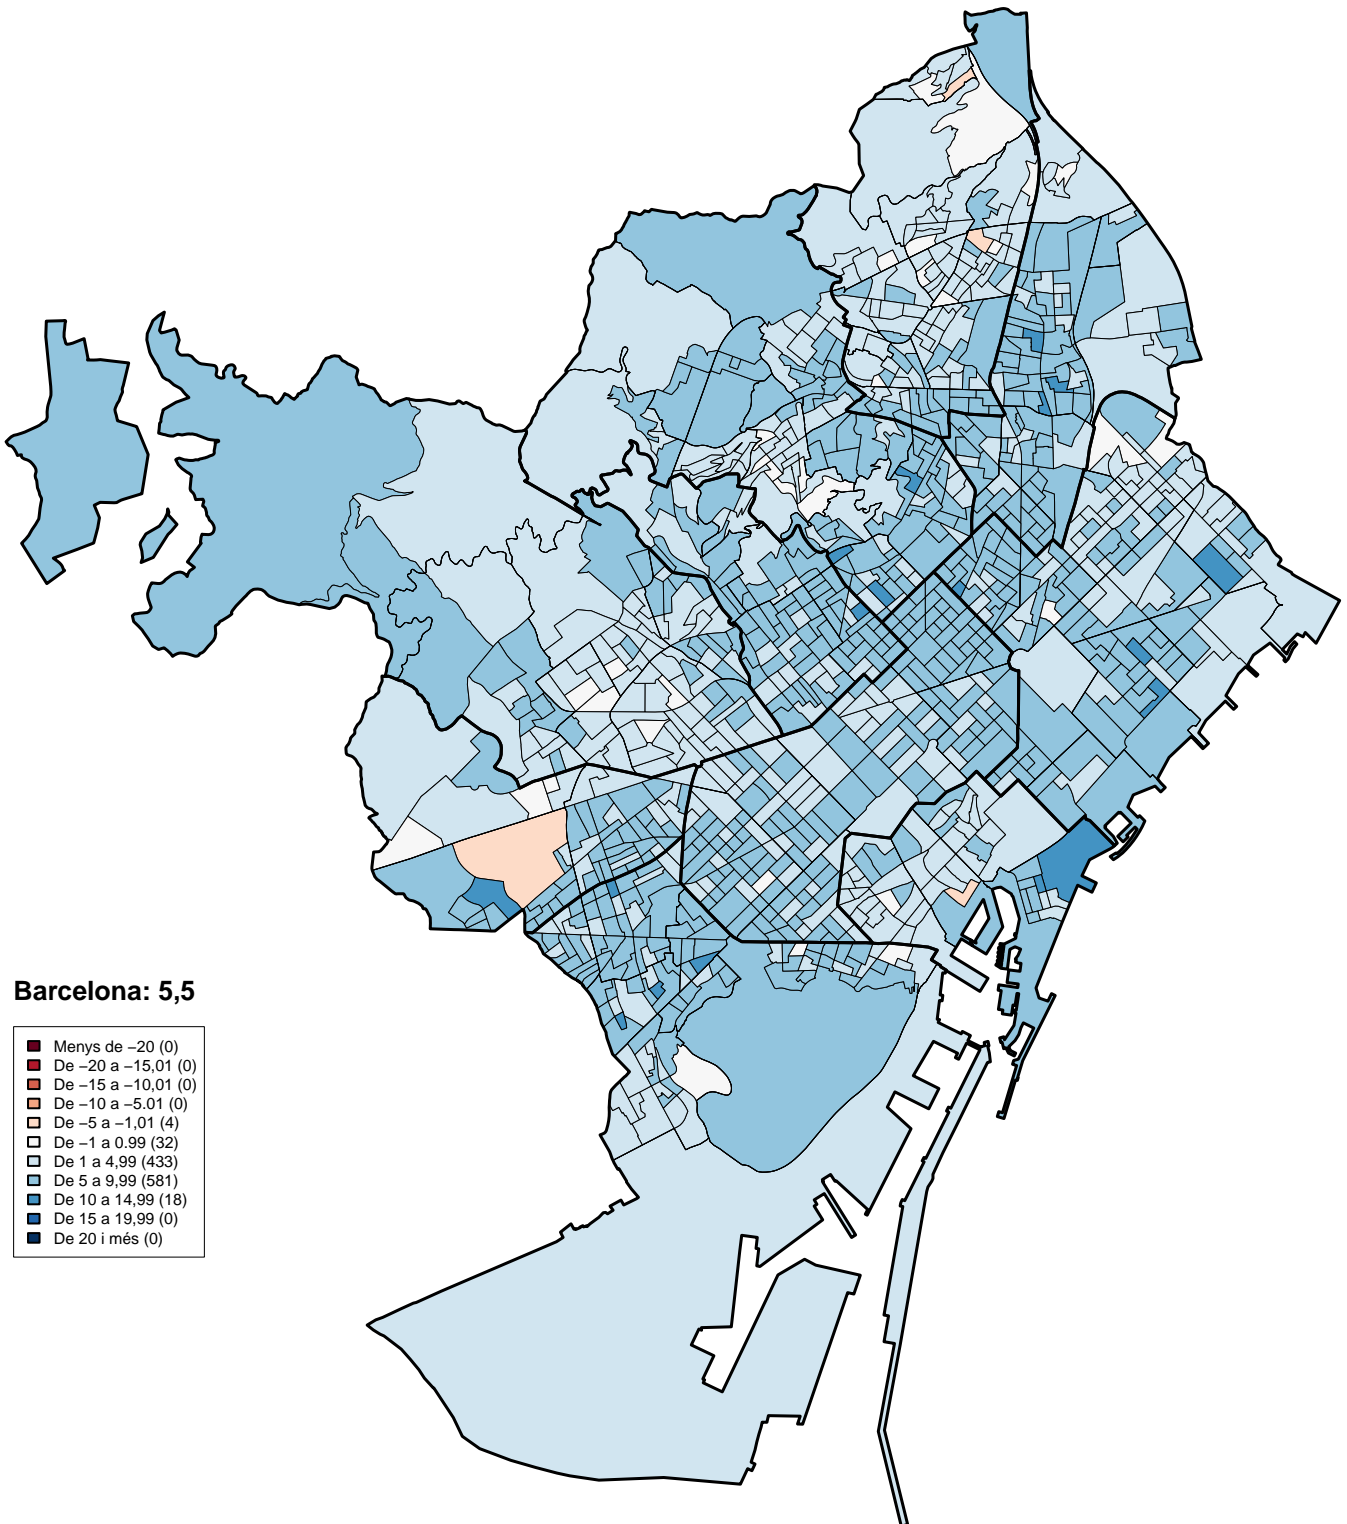 Barcelona: 5,5
Menys de −20 (0)
De −20 a −15,01 (0)
De −15 a −10,01 (0)
De −10 a −5.01 (0)
De −5 a −1,01 (4)
De −1 a 0.99 (32)
De 1 a 4,99 (433)
De 5 a 9,99 (581)
De 10 a 14,99 (18)
De 15 a 19,99 (0)
De 20 i més (0)